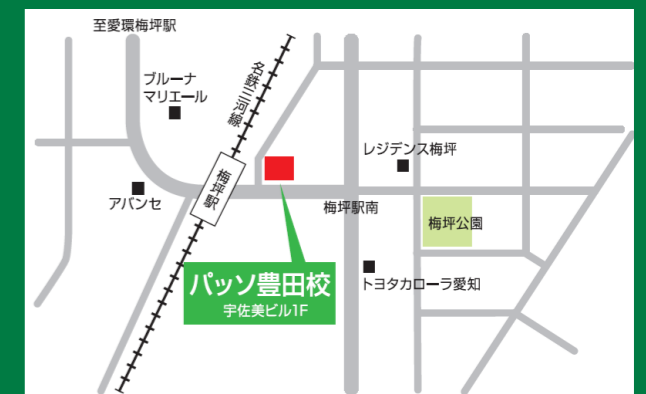 至愛環梅坪駅
ブルーナ
マリエール
名鉄三河線
レジデンス梅坪
アバンセ
梅坪駅
梅坪駅南
梅坪公園
パッソ豊田校
宇佐美ビル1F
トヨタカローラ愛知